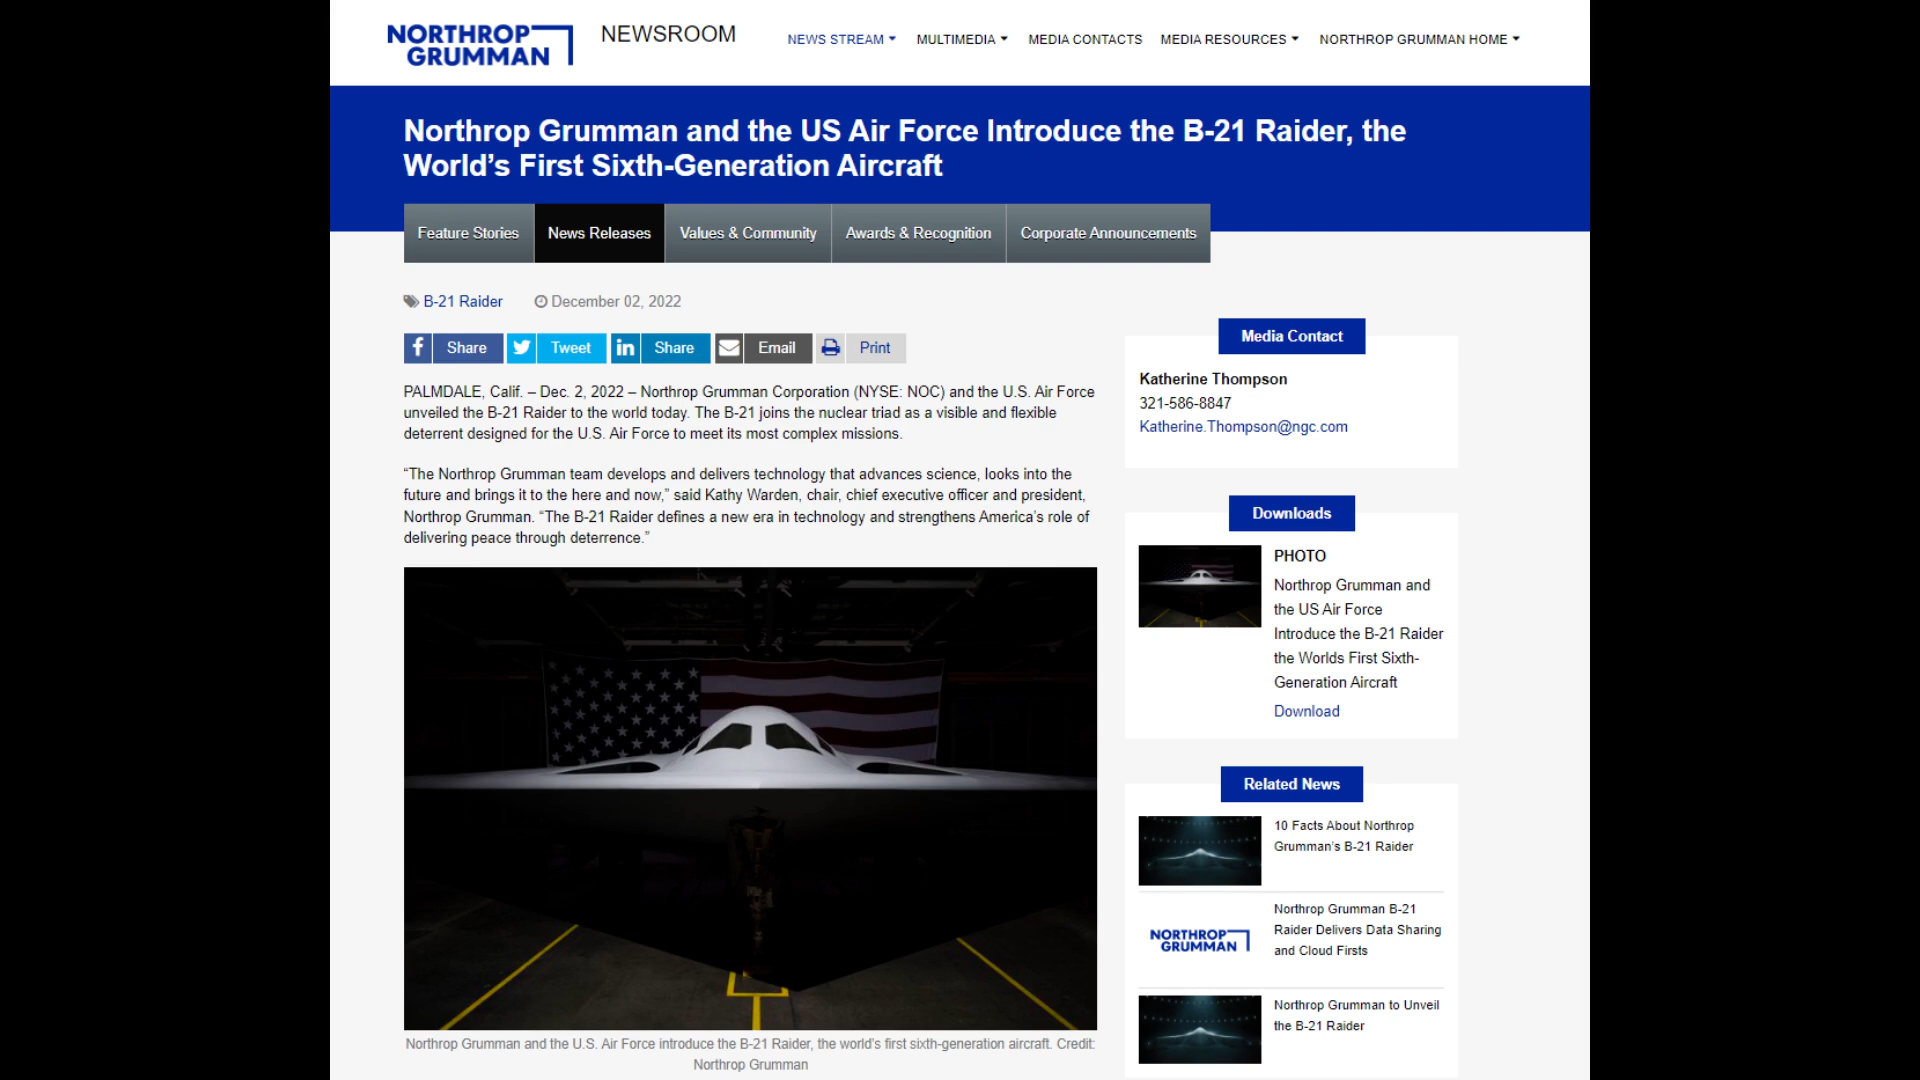 NORTHROP
GRUMMAN
NEWSROOM
NEWS STREAM
MULTIMEDIA
MEDIA CONTACTS
MEDIA RESOURCES
NORTHROP GRUMMAN HOME
Northrop Grumman and the US Air Force Introduce the B-21 Raider, the
World’s First Sixth-Generation Aircraft
Feature Stories
News Releases
Values & Community
Awards & Recognition
Corporate Announcements
B-21 Raider
December 02, 2022
Share
Tweet
Share
Email
Print
PALMDALE, Calif. – Dec. 2, 2022 – Northrop Grumman Corporation (NYSE: NOC) and the U.S. Air Force
unveiled the B-21 Raider to the world today. The B-21 joins the nuclear triad as a visible and flexible
deterrent designed for the U.S. Air Force to meet its most complex missions.
“The Northrop Grumman team develops and delivers technology that advances science, looks into the
future and brings it to the here and now,” said Kathy Warden, chair, chief executive officer and president,
Northrop Grumman. “The B-21 Raider defines a new era in technology and strengthens America’s role of
delivering peace through deterrence.”
Northrop Grumman and the U.S. Air Force introduce the B-21 Raider, the world’s first sixth-generation aircraft. Credit:
Northrop Grumman
Media Contact
Katherine Thompson
321-586-8847
Katherine.Thompson@ngc.com
Downloads
PHOTO
Northrop Grumman and
the US Air Force
Introduce the B-21 Raider
the Worlds First Sixth-
Generation Aircraft
Download
Related News
10 Facts About Northrop
Grumman’s B-21 Raider
NORTHROP
GRUMMAN
Northrop Grumman B-21
Raider Delivers Data Sharing
and Cloud Firsts
Northrop Grumman to Unveil
the B-21 Raider